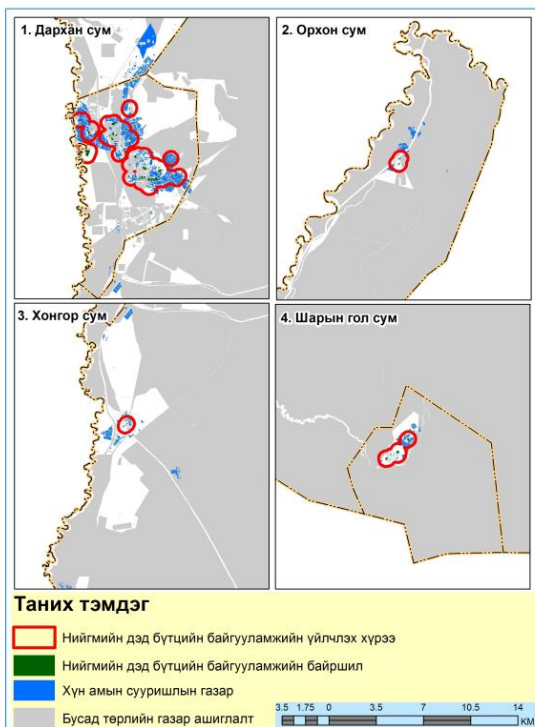 1. Дархан сум
2. Орхон сум
3. Хонгор сум
4. Шарын гол сум
Таних тэмдэг
Нийгмийн дэд бүтцийн байгууламжийн үйлчлэх хүрээ
Нийгмийн дэд бүтцийн байгууламжийн байршил
Хүн амын сууришлын газар
Бусад төрлийн газар ашиглалт
3.5 1.75 0 3.5 7 10.5 14
КМ